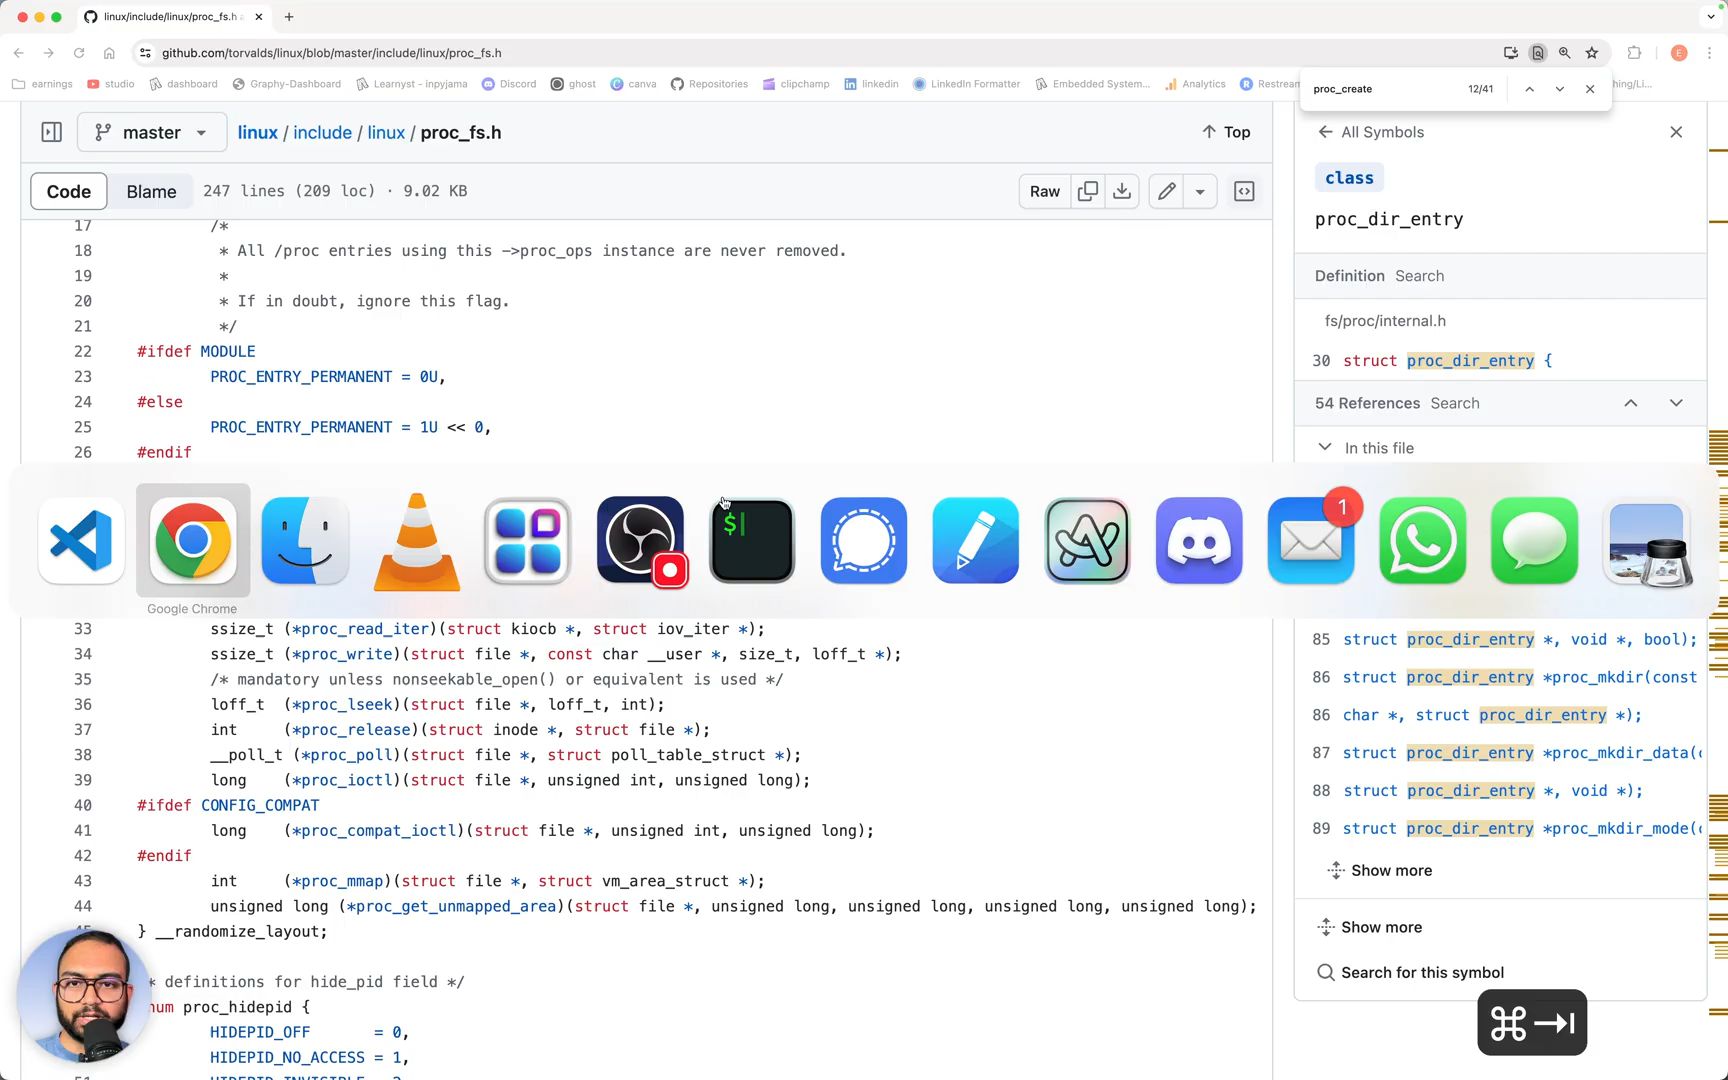 linux/include/linux/proc_fs.h
github.com/torvalds/linux/blob/master/include/linux/proc_fs.h
earnings studio dashboard Graphy-Dashboard Learnyst - inpyjama Discord ghost canva Repositories clipchamp linkedin LinkedIn Formatter Embedded System... Analytics Restream
proc_create 12/41
master linux / include / linux / proc_fs.h Top
Code Blame 247 lines (209 loc) · 9.02 KB Raw
17 /*
18 * All /proc entries using this ->proc_ops instance are never removed.
19 *
20 * If in doubt, ignore this flag.
21 */
22 #ifdef MODULE
23 PROC_ENTRY_PERMANENT = 0U,
24 #else
25 PROC_ENTRY_PERMANENT = 1U << 0,
26 #endif
Google Chrome
$
1
33 ssize_t (*proc_read_iter)(struct kiocb *, struct iov_iter *);
34 ssize_t (*proc_write)(struct file *, const char __user *, size_t, loff_t *);
35 /* mandatory unless nonseekable_open() or equivalent is used */
36 loff_t (*proc_lseek)(struct file *, loff_t, int);
37 int (*proc_release)(struct inode *, struct file *);
38 __poll_t (*proc_poll)(struct file *, struct poll_table_struct *);
39 long (*proc_ioctl)(struct file *, unsigned int, unsigned long);
40 #ifdef CONFIG_COMPAT
41 long (*proc_compat_ioctl)(struct file *, unsigned int, unsigned long);
42 #endif
43 int (*proc_mmap)(struct file *, struct vm_area_struct *);
44 unsigned long (*proc_get_unmapped_area)(struct file *, unsigned long, unsigned long, unsigned long, unsigned long);
} __randomize_layout;
* definitions for hide_pid field */
num proc_hidepid {
HIDEPID_OFF = 0,
HIDEPID_NO_ACCESS = 1,
All Symbols
class
proc_dir_entry
Definition Search
fs/proc/internal.h
30 struct proc_dir_entry {
54 References Search
In this file
85 struct proc_dir_entry *, void *, bool);
86 struct proc_dir_entry *proc_mkdir(const
86 char *, struct proc_dir_entry *);
87 struct proc_dir_entry *proc_mkdir_data(c
88 struct proc_dir_entry *, void *);
89 struct proc_dir_entry *proc_mkdir_mode(c
Show more
Show more
Search for this symbol
⌘ →|